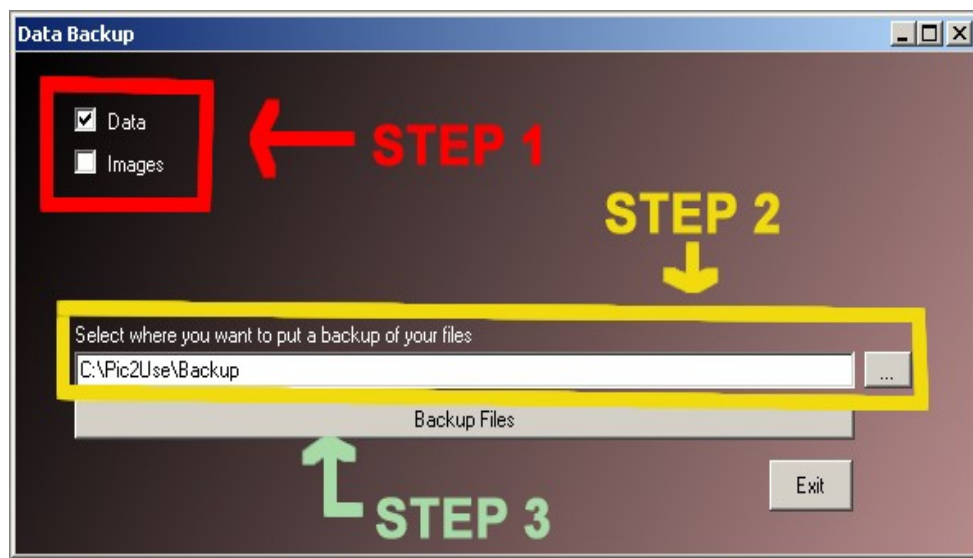 Data Backup
Data
STEP 1
Images
STEP 2
Select where you want to put a backup of your files
C:\Pic2Use\Backup
...
Backup Files
Exit
STEP 3